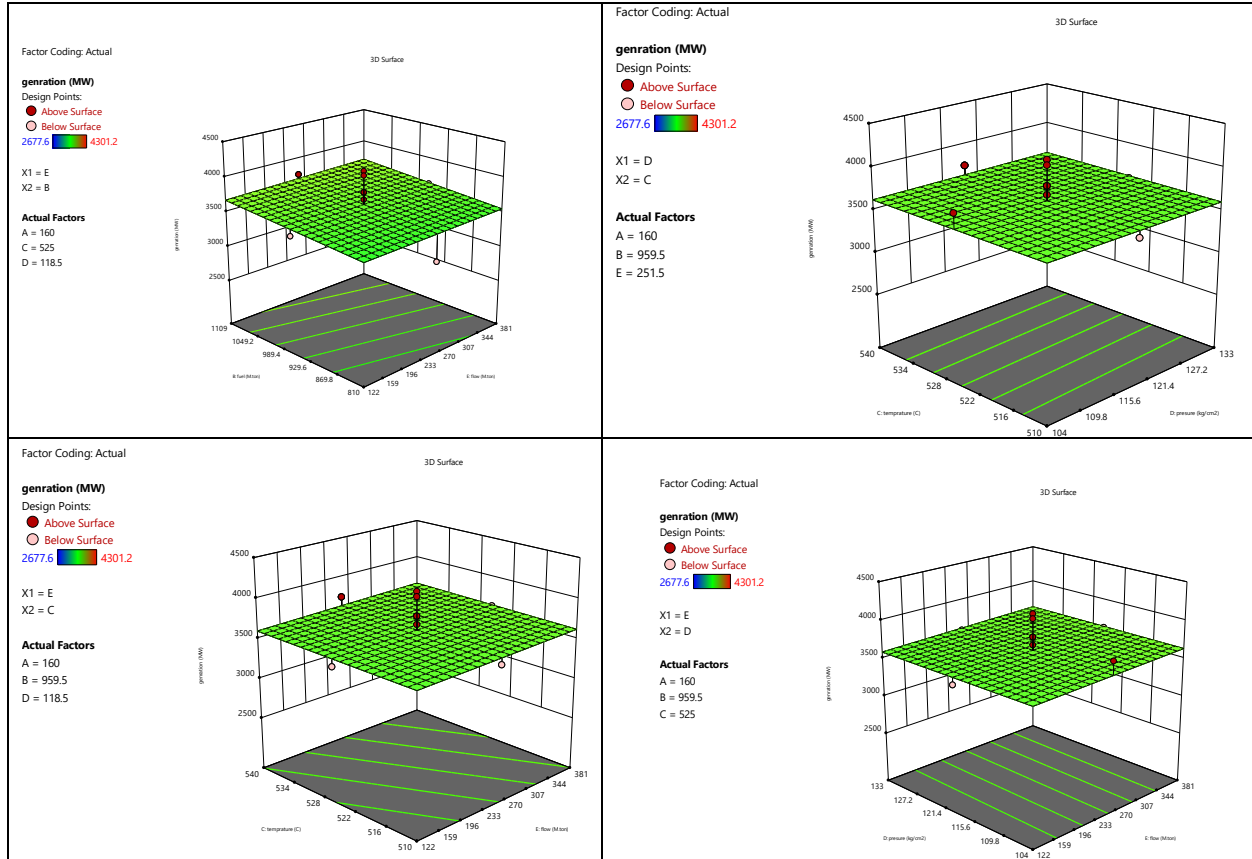 Factor Coding: Actual
3D Surface
genration (MW)
Design Points:
Above Surface
Below Surface
2677.6 4301.2
X1 = E
X2 = B
Actual Factors
A = 160
C = 525
D = 118.5
4500
4000
3500
3000
2500
genration (MW)
1109
1049.2
989.4
929.6
869.8
810
B: fuel (M.ton)
122
159
196
233
270
307
344
381
E: flow (M.ton)
Factor Coding: Actual
3D Surface
genration (MW)
Design Points:
Above Surface
Below Surface
2677.6 4301.2
X1 = D
X2 = C
Actual Factors
A = 160
B = 959.5
E = 251.5
4500
4000
3500
3000
2500
genration (MW)
540
534
528
522
516
510
C: temprature (C)
104
109.8
115.6
121.4
127.2
133
D: presure (kg/cm2)
Factor Coding: Actual
3D Surface
genration (MW)
Design Points:
Above Surface
Below Surface
2677.6 4301.2
X1 = E
X2 = C
Actual Factors
A = 160
B = 959.5
D = 118.5
4500
4000
3500
3000
2500
genration (MW)
540
534
528
522
516
510
C: temprature (C)
122
159
196
233
270
307
344
381
E: flow (M.ton)
Factor Coding: Actual
3D Surface
genration (MW)
Design Points:
Above Surface
Below Surface
2677.6 4301.2
X1 = E
X2 = D
Actual Factors
A = 160
B = 959.5
C = 525
4500
4000
3500
3000
2500
genration (MW)
133
127.2
121.4
115.6
109.8
104
D: presure (kg/cm2)
122
159
196
233
270
307
344
381
E: flow (M.ton)